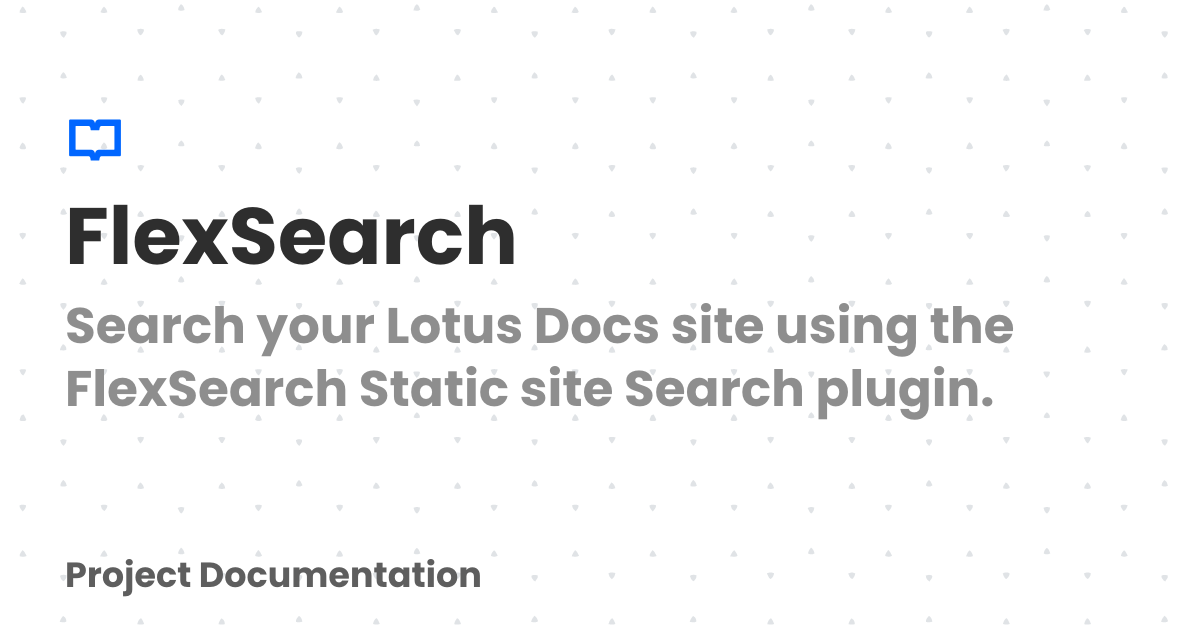 FlexSearch
Search your Lotus Docs site using the
FlexSearch Static site Search plugin.
Project Documentation